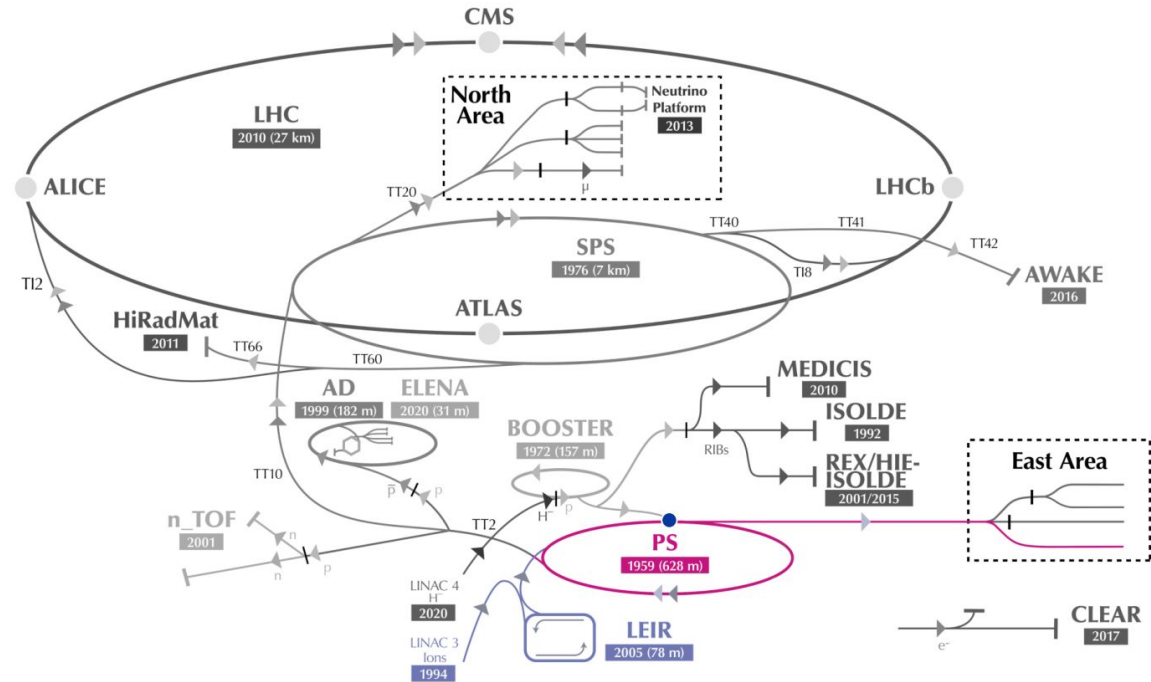 CMS
North
Area
Neutrino
Platform
2013
LHC
2010 (27 km)
ALICE
LHCb
TT20
μ
TT40
TT41
TT42
SPS
1976 (7 km)
TI8
TI2
AWAKE
2016
ATLAS
HiRadMat
2011
TT66
TT60
AD
1999 (182 m)
ELENA
2020 (31 m)
MEDICIS
2010
BOOSTER
1972 (157 m)
ISOLDE
1992
RIBs
REX/HIE-
ISOLDE
2001/2015
East Area
TT10
p̅
p
H⁻
p
TT2
n_TOF
2001
n
n
p
PS
1959 (628 m)
LINAC 4
H⁻
2020
LINAC 3
Ions
1994
LEIR
2005 (78 m)
CLEAR
2017
e⁻